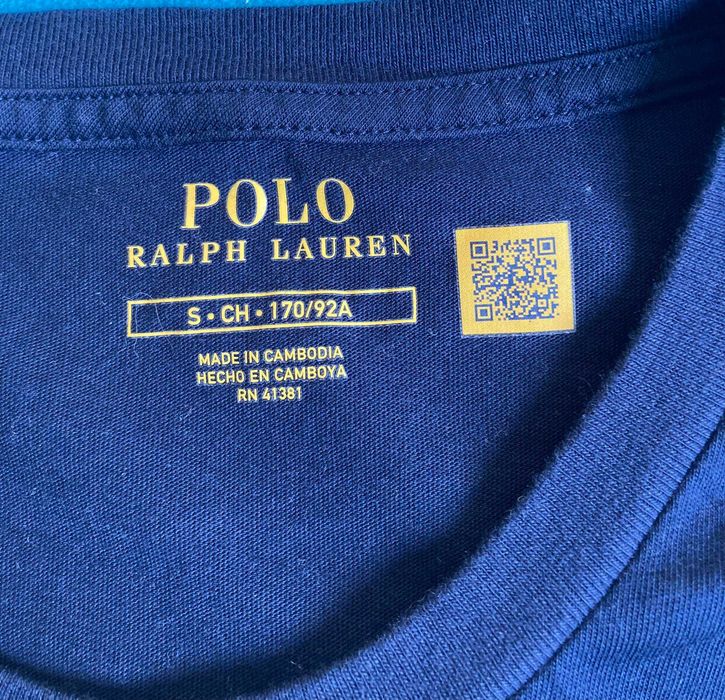 POLO
RALPH LAUREN
S • CH • 170/92A
MADE IN CAMBODIA
HECHO EN CAMBOYA
RN 41381